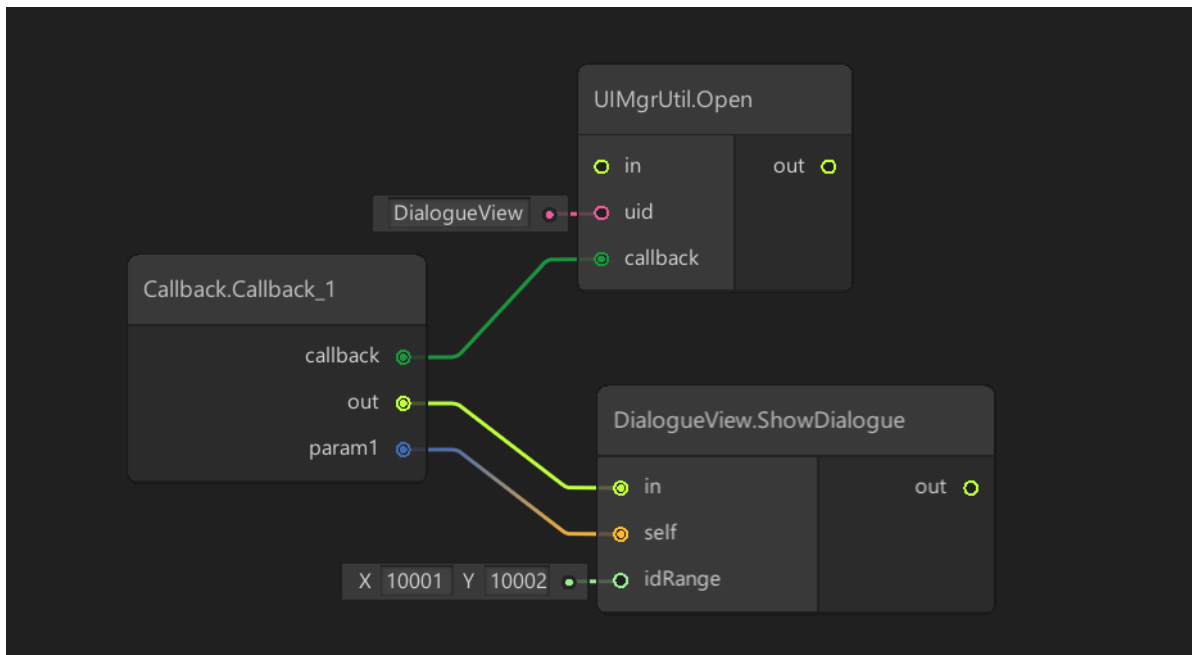 UIMgrUtil.Open
in out
DialogueView uid
callback
Callback.Callback_1
callback
out
param1
DialogueView.ShowDialogue
in out
self
X 10001 Y 10002 idRange